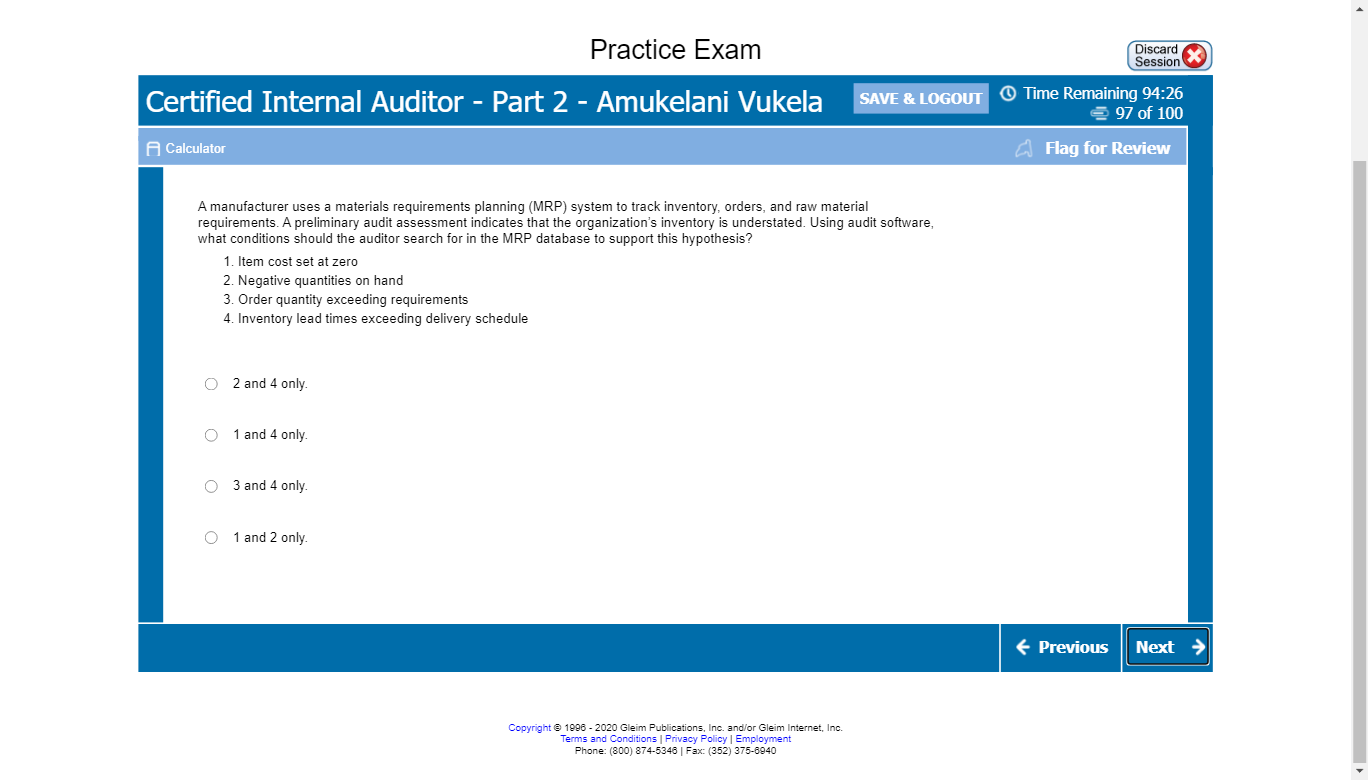 Practice Exam
Discard
Session
Certified Internal Auditor - Part 2 - Amukelani Vukela
SAVE & LOGOUT
Time Remaining 94:26
97 of 100
Calculator
Flag for Review
A manufacturer uses a materials requirements planning (MRP) system to track inventory, orders, and raw material
requirements. A preliminary audit assessment indicates that the organization's inventory is understated. Using audit software,
what conditions should the auditor search for in the MRP database to support this hypothesis?
1. Item cost set at zero
2. Negative quantities on hand
3. Order quantity exceeding requirements
4. Inventory lead times exceeding delivery schedule
2 and 4 only.
1 and 4 only.
3 and 4 only.
1 and 2 only.
Previous
Next
Copyright © 1996 - 2020 Gleim Publications, Inc. and/or Gleim Internet, Inc.
Terms and Conditions | Privacy Policy | Employment
Phone: (800) 874-5346 | Fax: (352) 375-6940